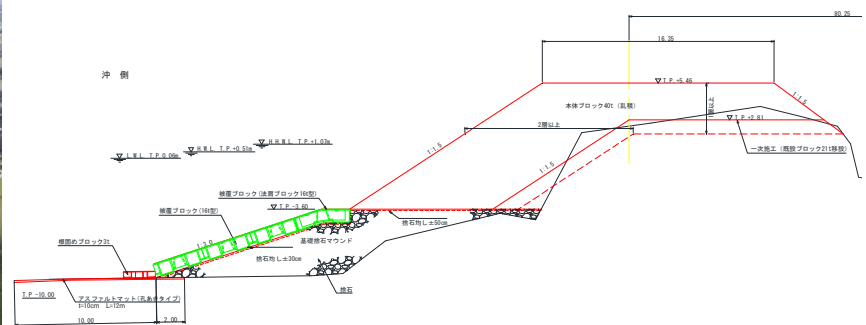 80.25
16.35
沖 側
▽ T.P.+5.46
1:1.5
本体ブロック40t（乱積）
▽ T.P.+2.81
2層以上
一次施工（既設ブロック21t移設）
H.H.W.L T.P.+1.03m
H.W.L T.P.+0.51m
L.W.L T.P.0.06m
1:1.5
1:1.5
被覆ブロック(法肩ブロック16t型)
▽ T.P.-3.60
被覆ブロック(16t型)
捨石均し±50cm
1:2.0
基礎捨石マウンド
根固めブロック3t
捨石均し±30cm
捨石
T.P-10.00
アスファルトマット(孔あきタイプ)
t=10cm L=12m
10.00
2.00